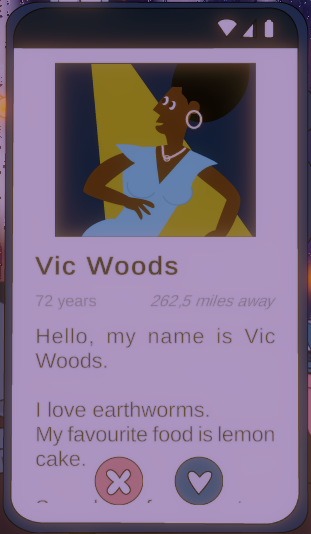 Vic Woods
72 years 262,5 miles away
Hello, my name is Vic
Woods.
I love earthworms.
My favourite food is lemon
cake.